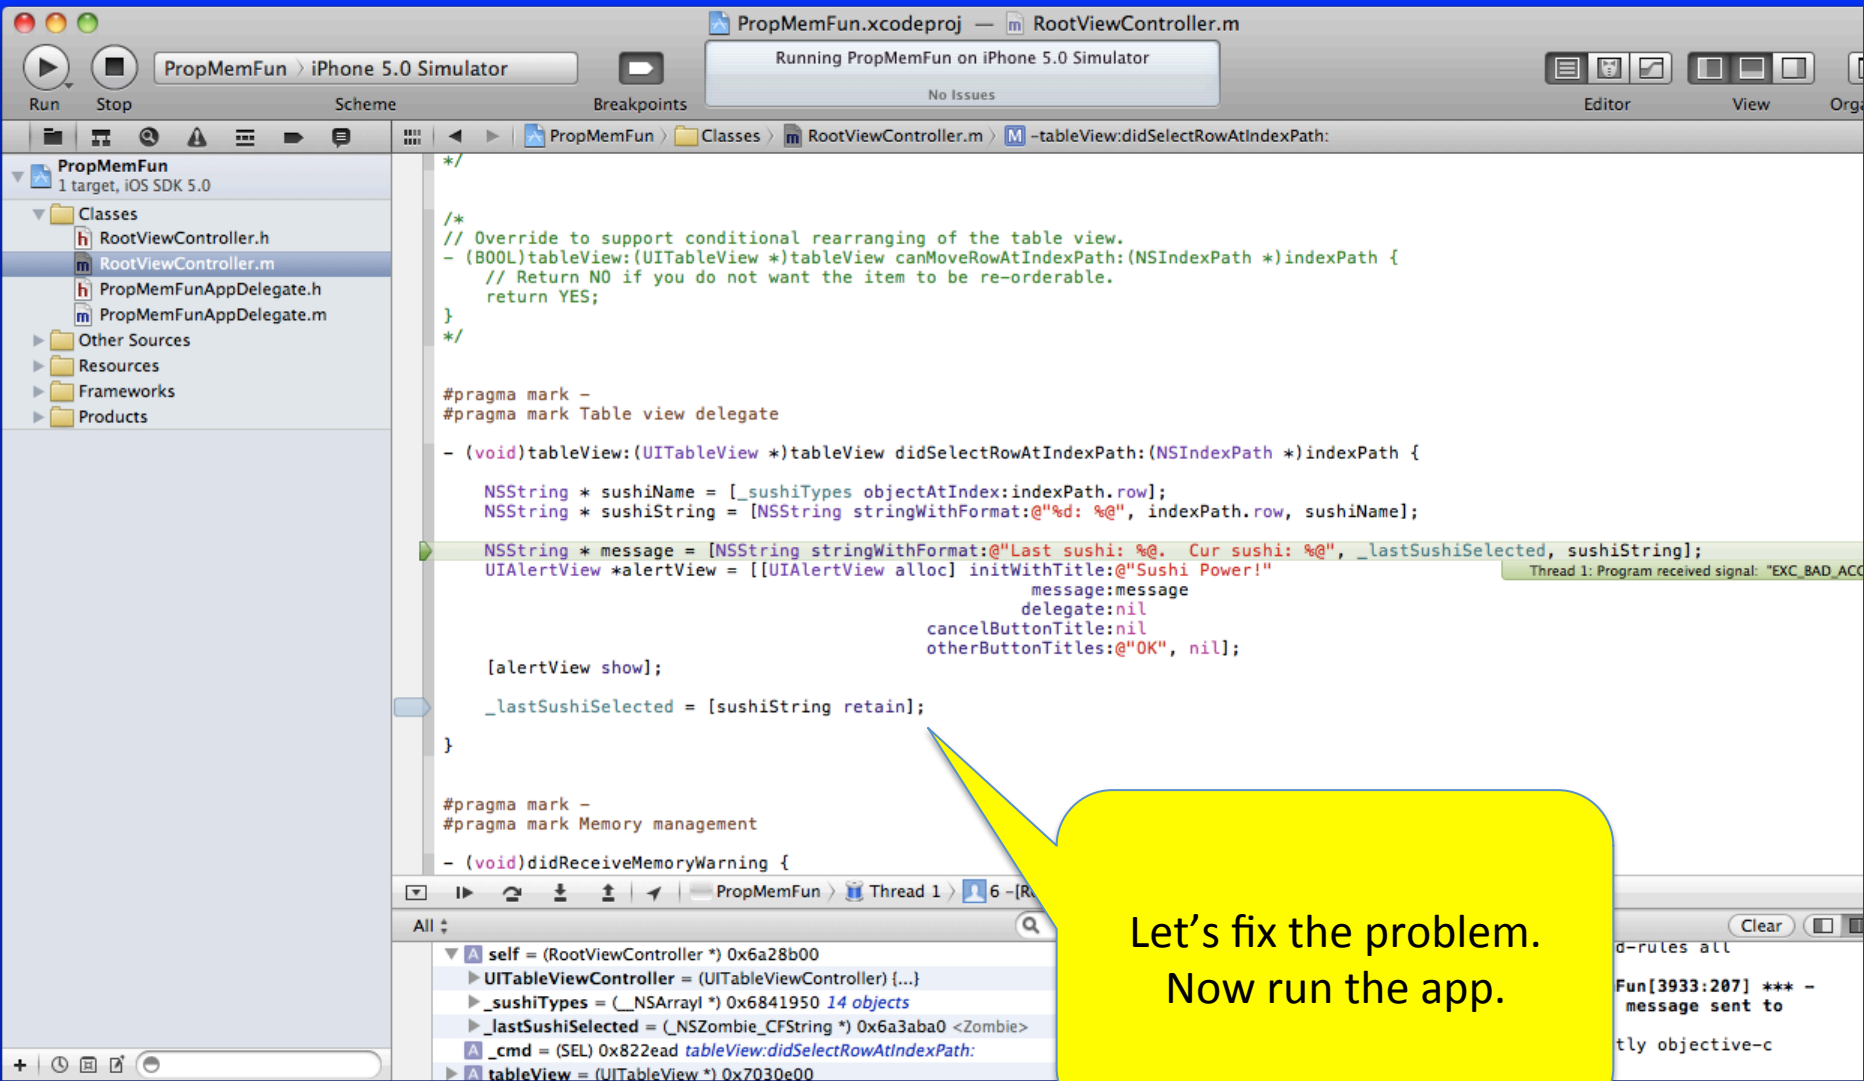 PropMemFun.xcodeproj — RootViewController.m
PropMemFun iPhone 5.0 Simulator
Running PropMemFun on iPhone 5.0 Simulator
No Issues
Run Stop Scheme Breakpoints Editor View
PropMemFun Classes RootViewController.m M -tableView:didSelectRowAtIndexPath:
PropMemFun
1 target, iOS SDK 5.0
Classes
h RootViewController.h
m RootViewController.m
h PropMemFunAppDelegate.h
m PropMemFunAppDelegate.m
Other Sources
Resources
Frameworks
Products
*/
/*
// Override to support conditional rearranging of the table view.
- (BOOL)tableView:(UITableView *)tableView canMoveRowAtIndexPath:(NSIndexPath *)indexPath {
// Return NO if you do not want the item to be re-orderable.
return YES;
}
*/
#pragma mark -
#pragma mark Table view delegate
- (void)tableView:(UITableView *)tableView didSelectRowAtIndexPath:(NSIndexPath *)indexPath {
NSString * sushiName = [_sushiTypes objectAtIndex:indexPath.row];
NSString * sushiString = [NSString stringWithFormat:@"%d: %@", indexPath.row, sushiName];
NSString * message = [NSString stringWithFormat:@"Last sushi: %@.  Cur sushi: %@", _lastSushiSelected, sushiString];
UIAlertView *alertView = [[UIAlertView alloc] initWithTitle:@"Sushi Power!"
Thread 1: Program received signal: "EXC_BAD_ACC
message:message
delegate:nil
cancelButtonTitle:nil
otherButtonTitles:@"OK", nil];
[alertView show];
_lastSushiSelected = [sushiString retain];
}
#pragma mark -
#pragma mark Memory management
- (void)didReceiveMemoryWarning {
PropMemFun Thread 1 6 -[R
All
Clear
A self = (RootViewController *) 0x6a28b00
UITableViewController = (UITableViewController) {...}
_sushiTypes = (__NSArrayI *) 0x6841950 14 objects
_lastSushiSelected = (_NSZombie_CFString *) 0x6a3aba0 <Zombie>
A _cmd = (SEL) 0x822ead tableView:didSelectRowAtIndexPath:
A tableView = (UITableView *) 0x7030e00
Let's fix the problem.
Now run the app.
d-rules all
Fun[3933:207] *** -
message sent to
tly objective-c